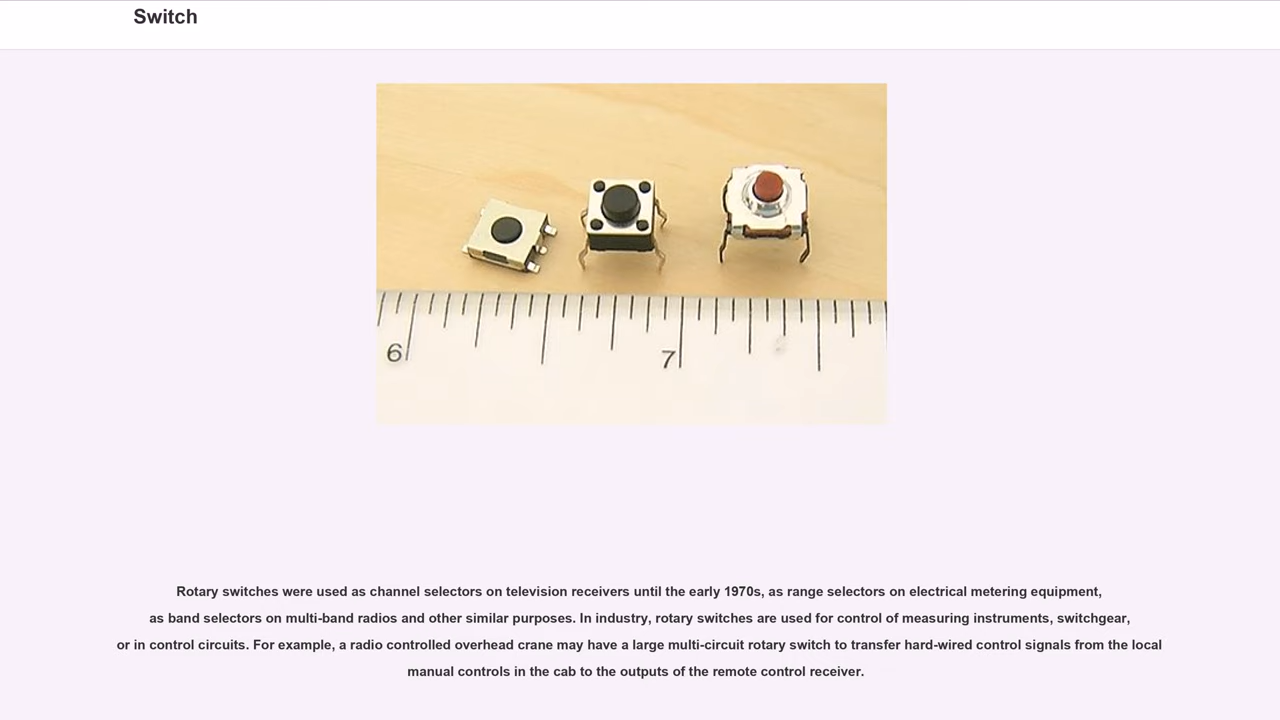 Switch
6
7
Rotary switches were used as channel selectors on television receivers until the early 1970s, as range selectors on electrical metering equipment,
as band selectors on multi-band radios and other similar purposes. In industry, rotary switches are used for control of measuring instruments, switchgear,
or in control circuits. For example, a radio controlled overhead crane may have a large multi-circuit rotary switch to transfer hard-wired control signals from the local
manual controls in the cab to the outputs of the remote control receiver.